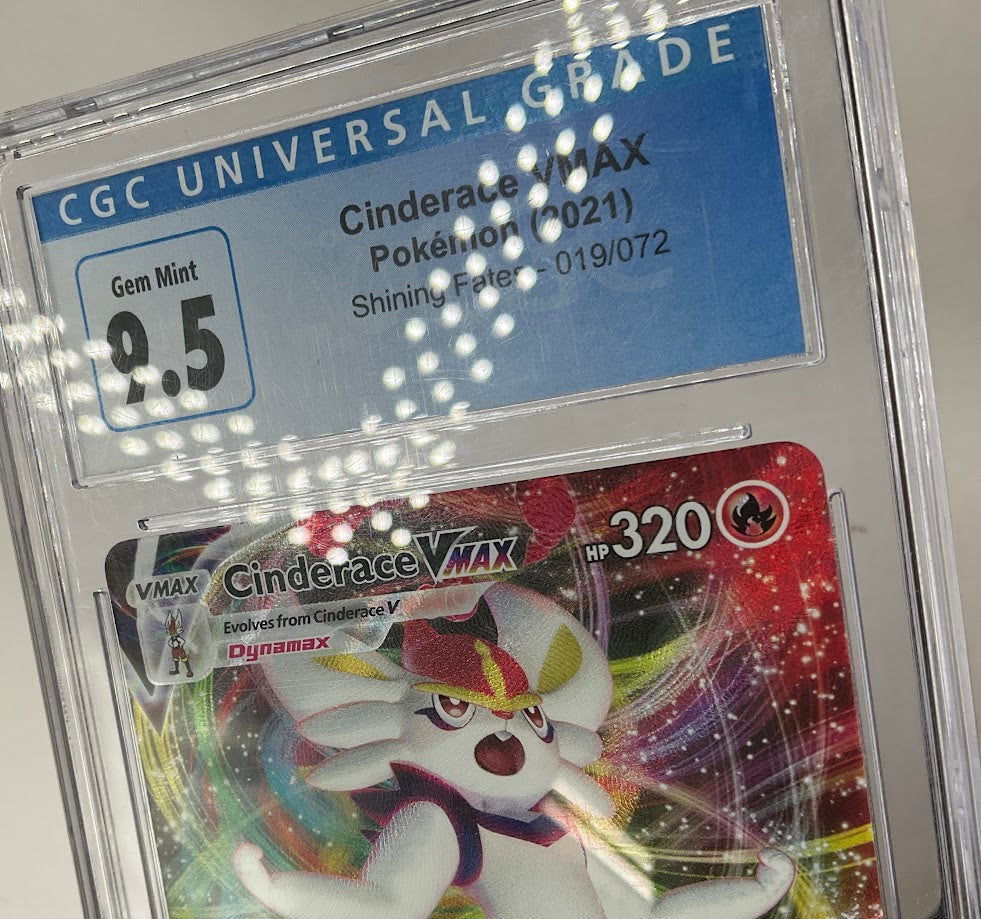 CGC UNIVERSAL GRADE
Gem Mint
9.5
Cinderace VMAX
Pokémon (2021)
Shining Fates - 019/072
VMAX Cinderace VMAX HP 320
Evolves from Cinderace V
Dynamax